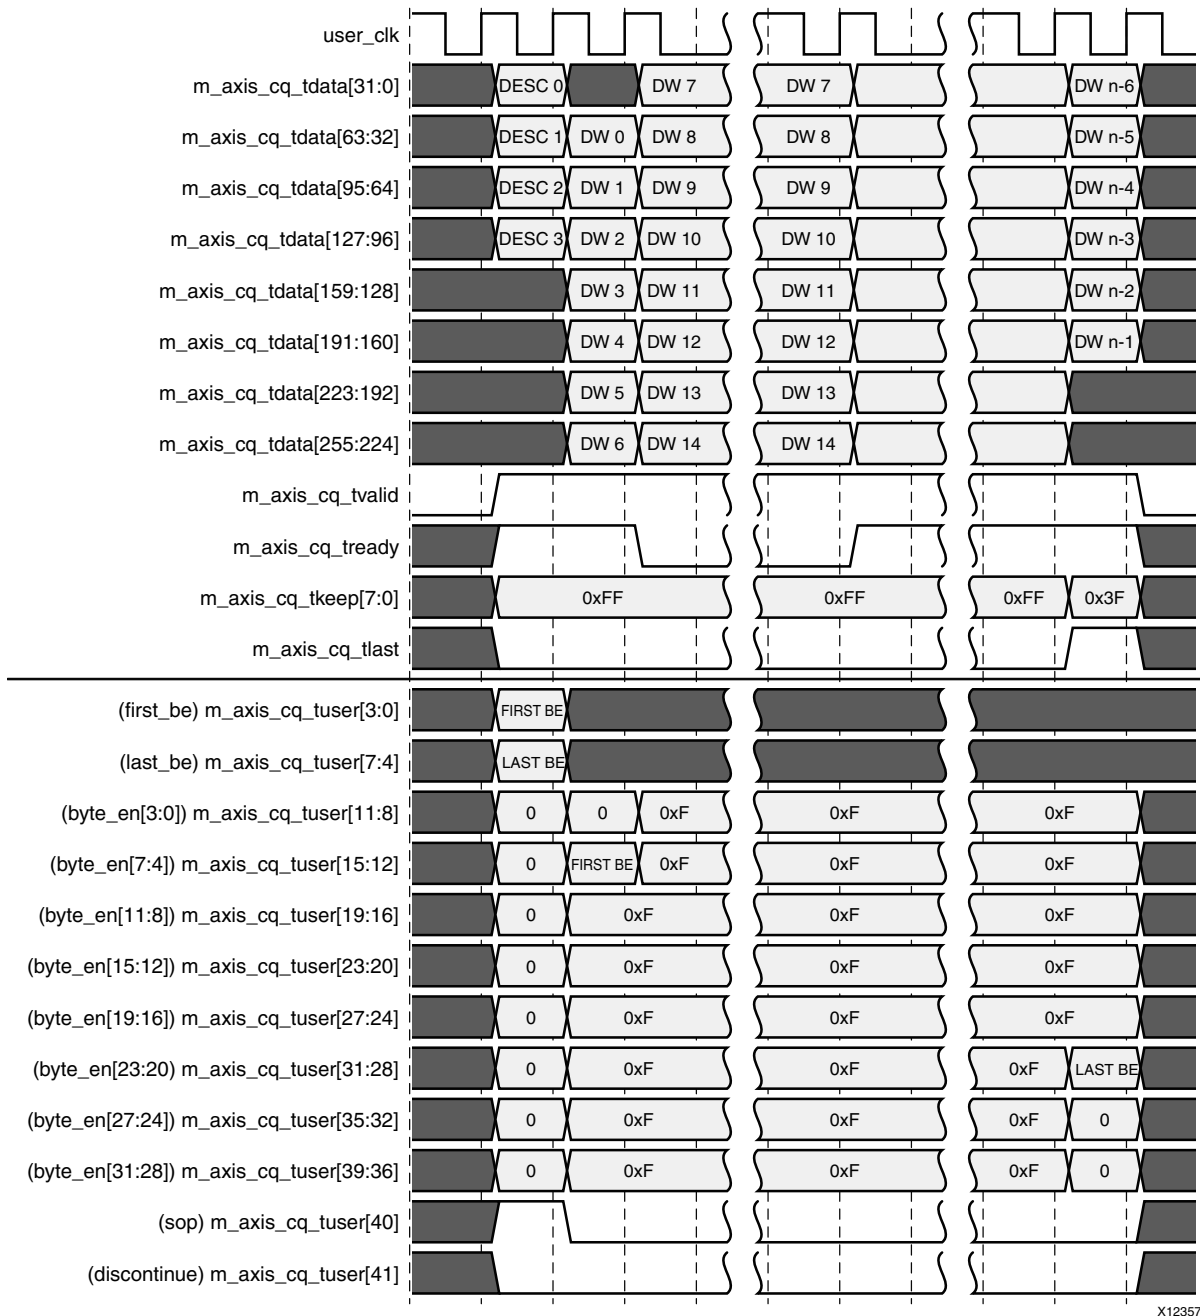 user_clk
m_axis_cq_tdata[31:0] DESC 0 DW 7 DW 7 DW n-6
m_axis_cq_tdata[63:32] DESC 1 DW 0 DW 8 DW 8 DW n-5
m_axis_cq_tdata[95:64] DESC 2 DW 1 DW 9 DW 9 DW n-4
m_axis_cq_tdata[127:96] DESC 3 DW 2 DW 10 DW 10 DW n-3
m_axis_cq_tdata[159:128] DW 3 DW 11 DW 11 DW n-2
m_axis_cq_tdata[191:160] DW 4 DW 12 DW 12 DW n-1
m_axis_cq_tdata[223:192] DW 5 DW 13 DW 13
m_axis_cq_tdata[255:224] DW 6 DW 14 DW 14
m_axis_cq_tvalid
m_axis_cq_tready
m_axis_cq_tkeep[7:0] 0xFF 0xFF 0xFF 0x3F
m_axis_cq_tlast
(first_be) m_axis_cq_tuser[3:0] FIRST BE
(last_be) m_axis_cq_tuser[7:4] LAST BE
(byte_en[3:0]) m_axis_cq_tuser[11:8] 0 0 0xF 0xF 0xF
(byte_en[7:4]) m_axis_cq_tuser[15:12] 0 FIRST BE 0xF 0xF 0xF
(byte_en[11:8]) m_axis_cq_tuser[19:16] 0 0xF 0xF 0xF
(byte_en[15:12]) m_axis_cq_tuser[23:20] 0 0xF 0xF 0xF
(byte_en[19:16]) m_axis_cq_tuser[27:24] 0 0xF 0xF 0xF
(byte_en[23:20) m_axis_cq_tuser[31:28] 0 0xF 0xF 0xF LAST BE
(byte_en[27:24]) m_axis_cq_tuser[35:32] 0 0xF 0xF 0xF 0
(byte_en[31:28]) m_axis_cq_tuser[39:36] 0 0xF 0xF 0xF 0
(sop) m_axis_cq_tuser[40]
(discontinue) m_axis_cq_tuser[41]
X12357